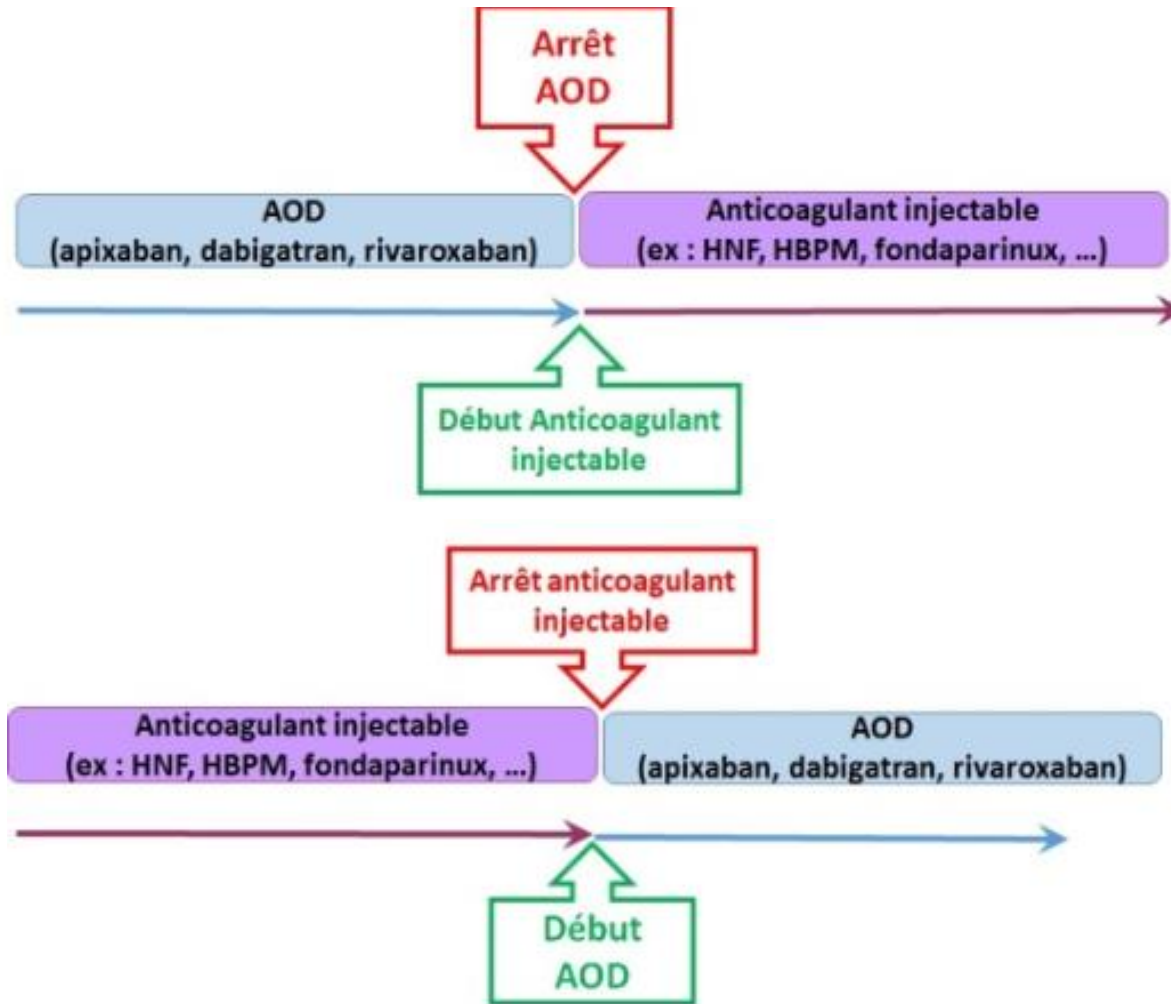 Arrêt
AOD
AOD
(apixaban, dabigatran, rivaroxaban)
Anticoagulant injectable
(ex : HNF, HBPM, fondaparinux, ...)
Début Anticoagulant
injectable
Arrêt anticoagulant
injectable
Anticoagulant injectable
(ex : HNF, HBPM, fondaparinux, ...)
AOD
(apixaban, dabigatran, rivaroxaban)
Début
AOD